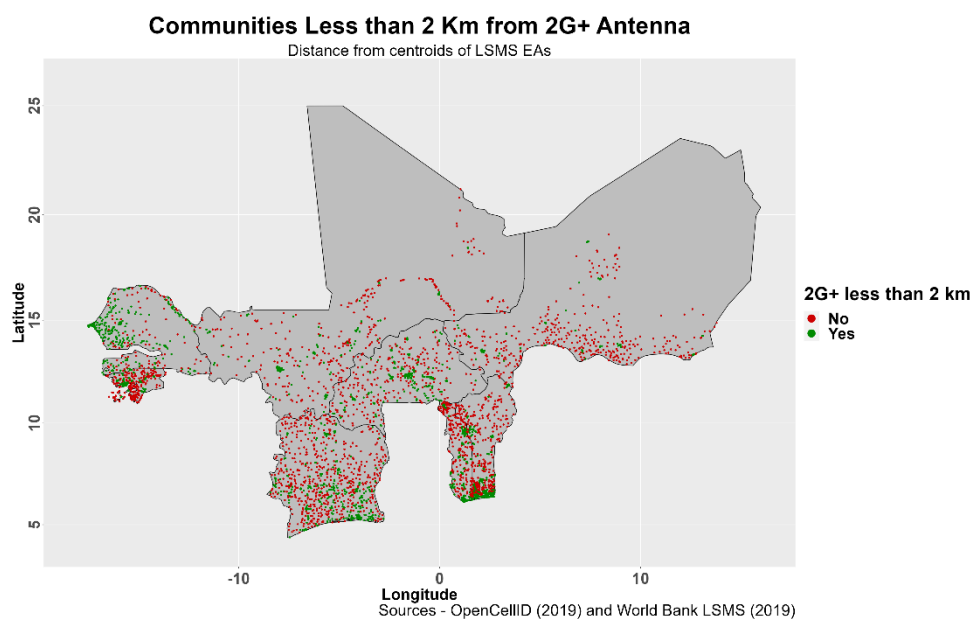 Communities Less than 2 Km from 2G+ Antenna
Distance from centroids of LSMS EAs
25
20
15
10
5
Latitude
-10
0
10
Longitude
2G+ less than 2 km
No
Yes
Sources - OpenCellID (2019) and World Bank LSMS (2019)